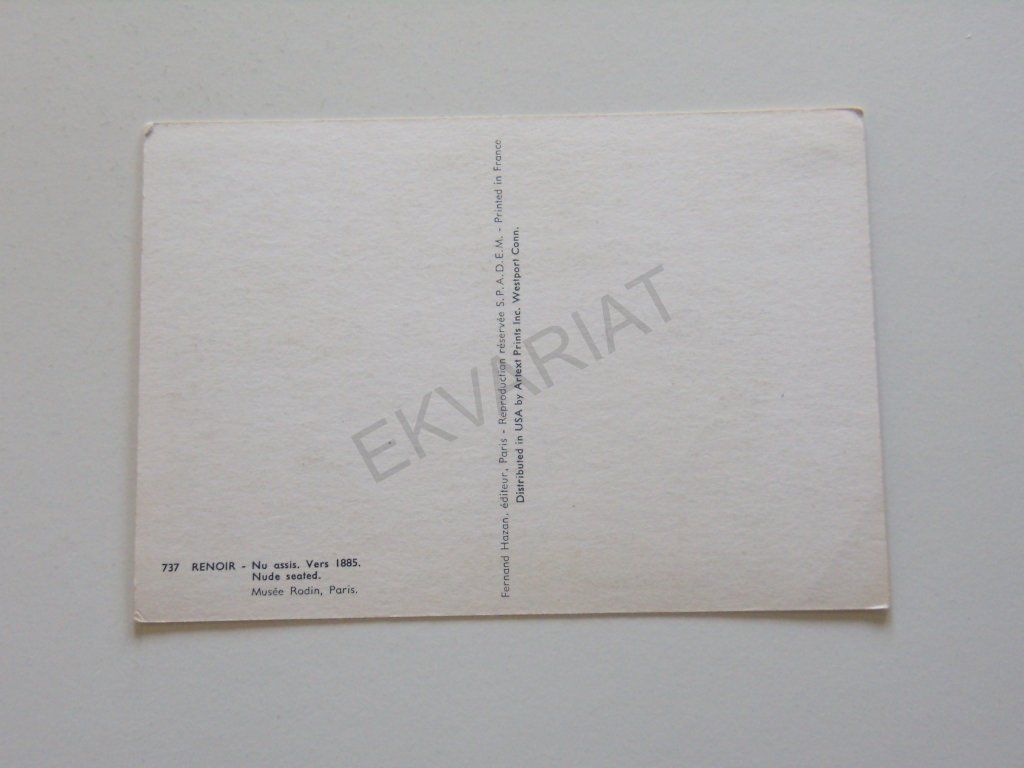 737 RENOIR - Nu assis. Vers 1885.
Nude seated.
Musée Rodin, Paris.
Fernand Hazan, éditeur, Paris - Reproduction réservée S.P.A.D.E.M. - Printed in France
Distributed in USA by Artext Prints Inc. Westport Conn.
EKVARIAT